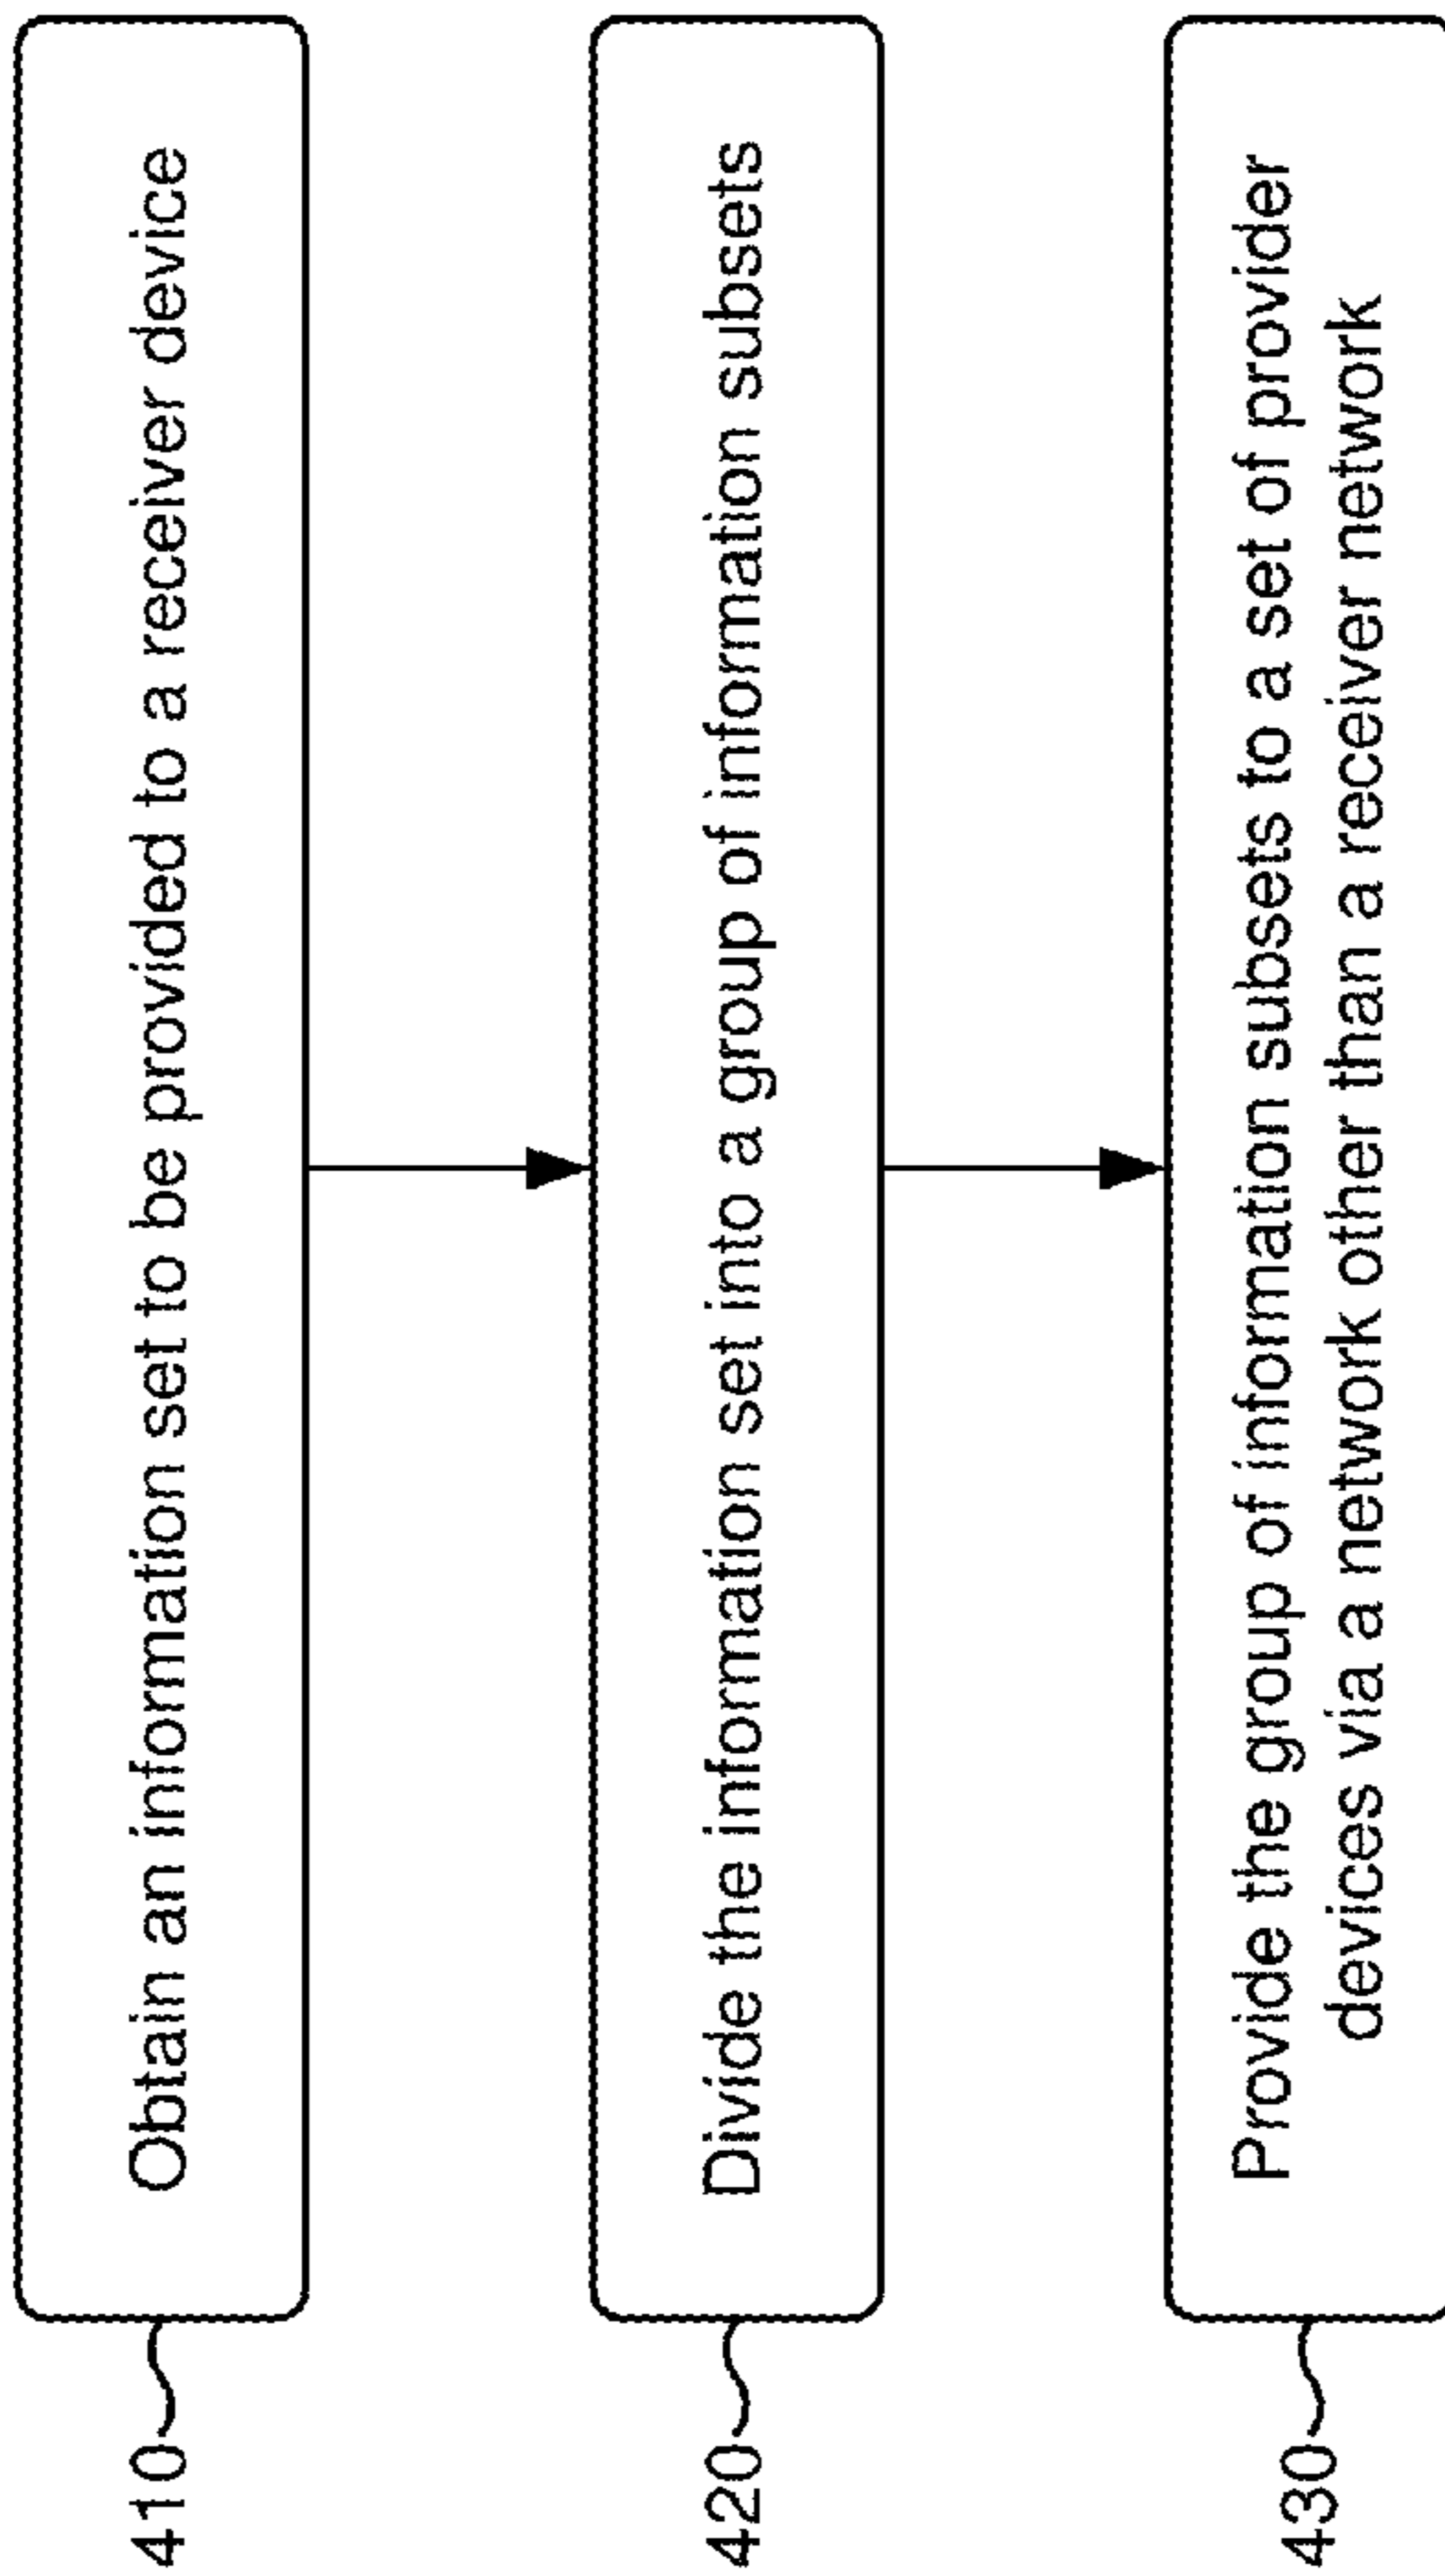 410
Obtain an information set to be provided to a receiver device
420
Divide the information set into a group of information subsets
430
Provide the group of information subsets to a set of provider
devices via a network other than a receiver network